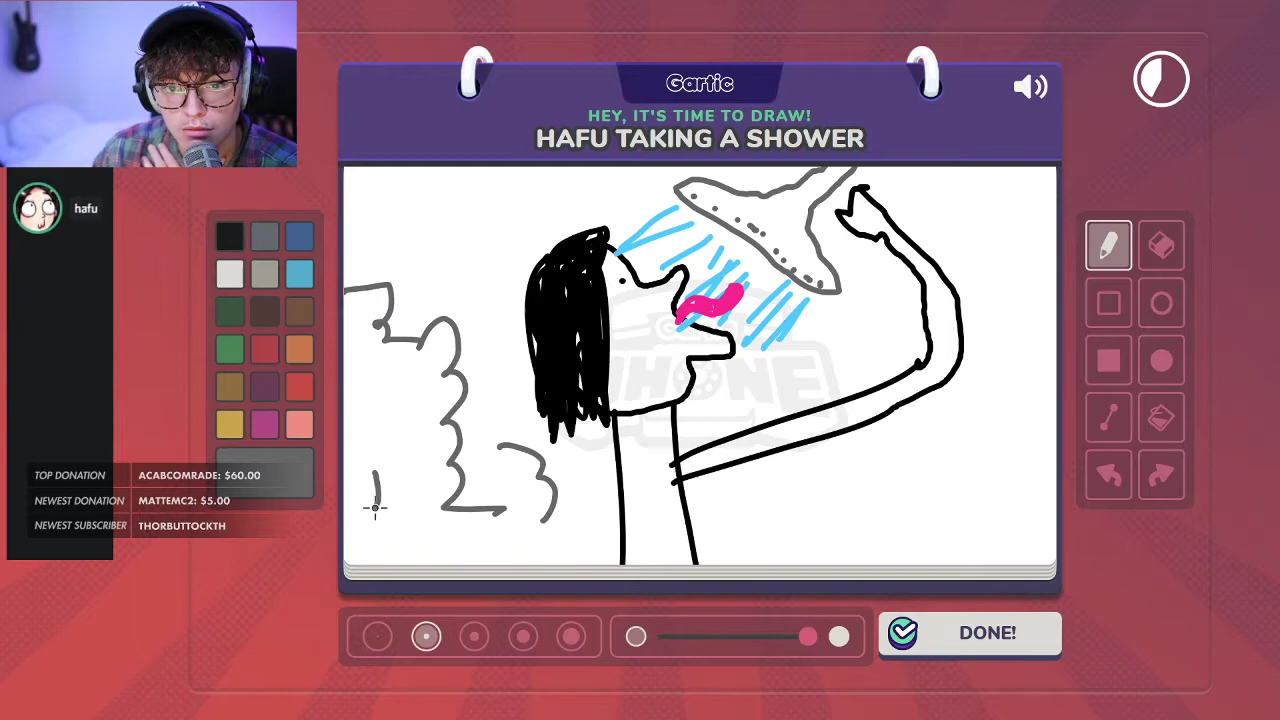 Gartic
HEY, IT'S TIME TO DRAW!
HAFU TAKING A SHOWER
hafu
TOP DONATION ACABCOMRADE: $60.00
NEWEST DONATION MATTEMC2: $5.00
NEWEST SUBSCRIBER THORBUTTOCKTH
DONE!